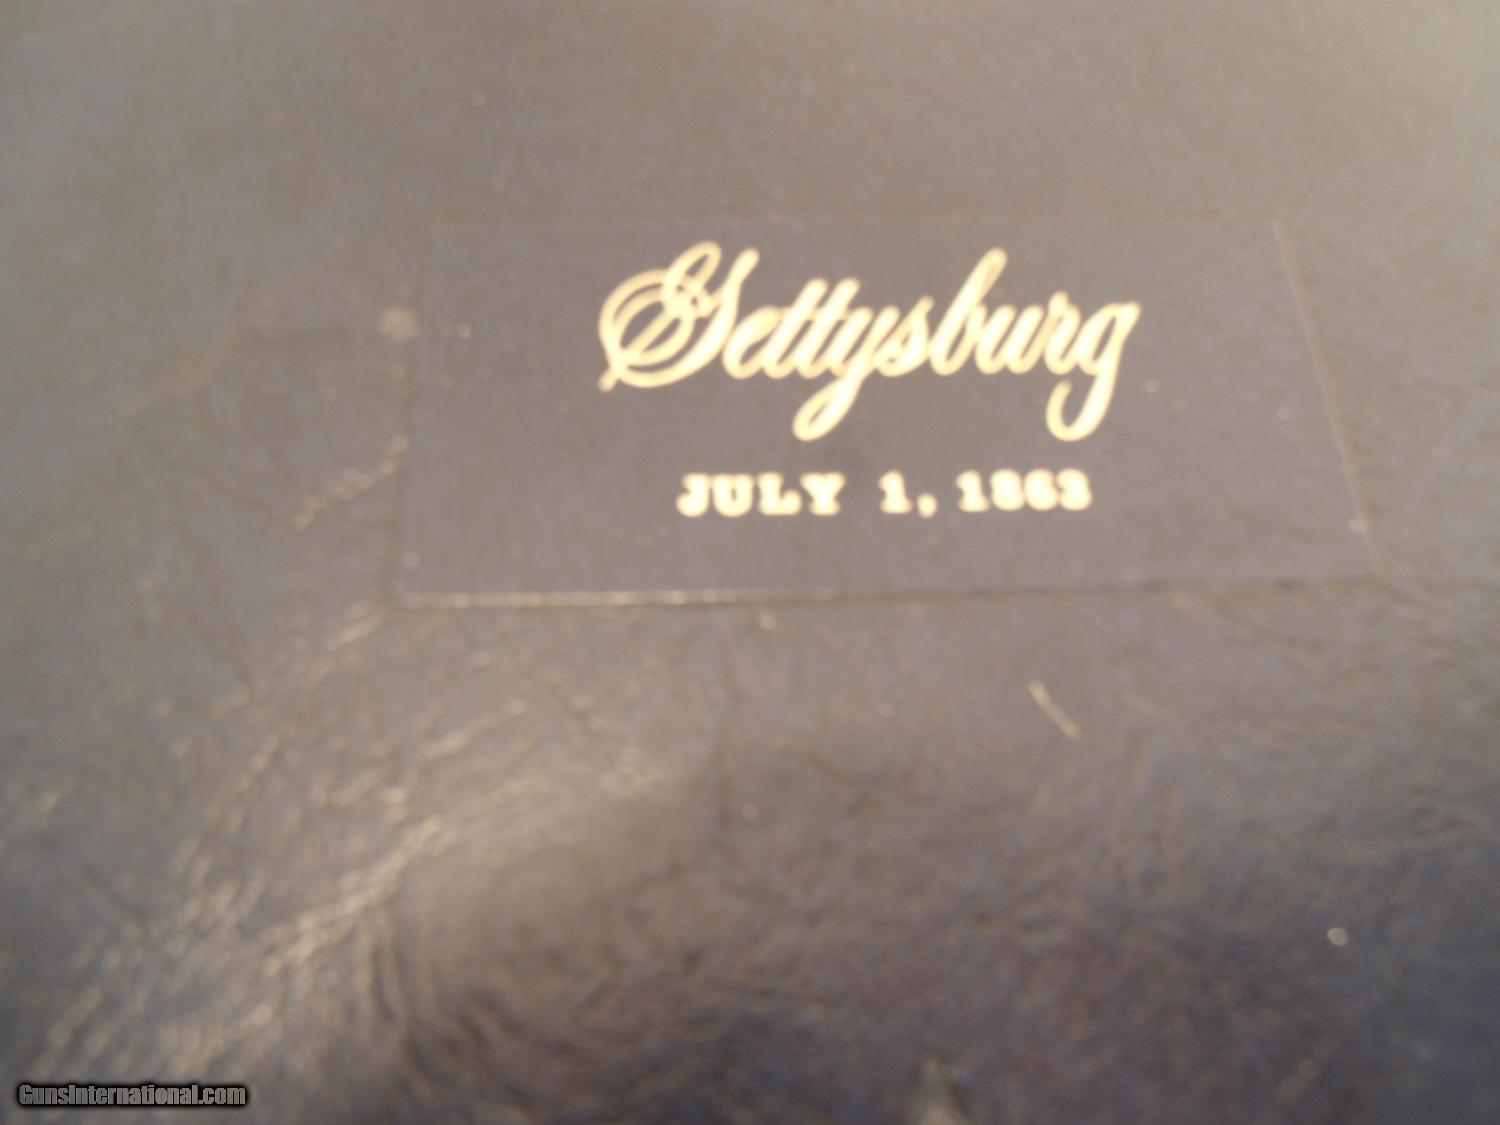 Gettysburg
JULY 1, 1863
GunsInternational.com